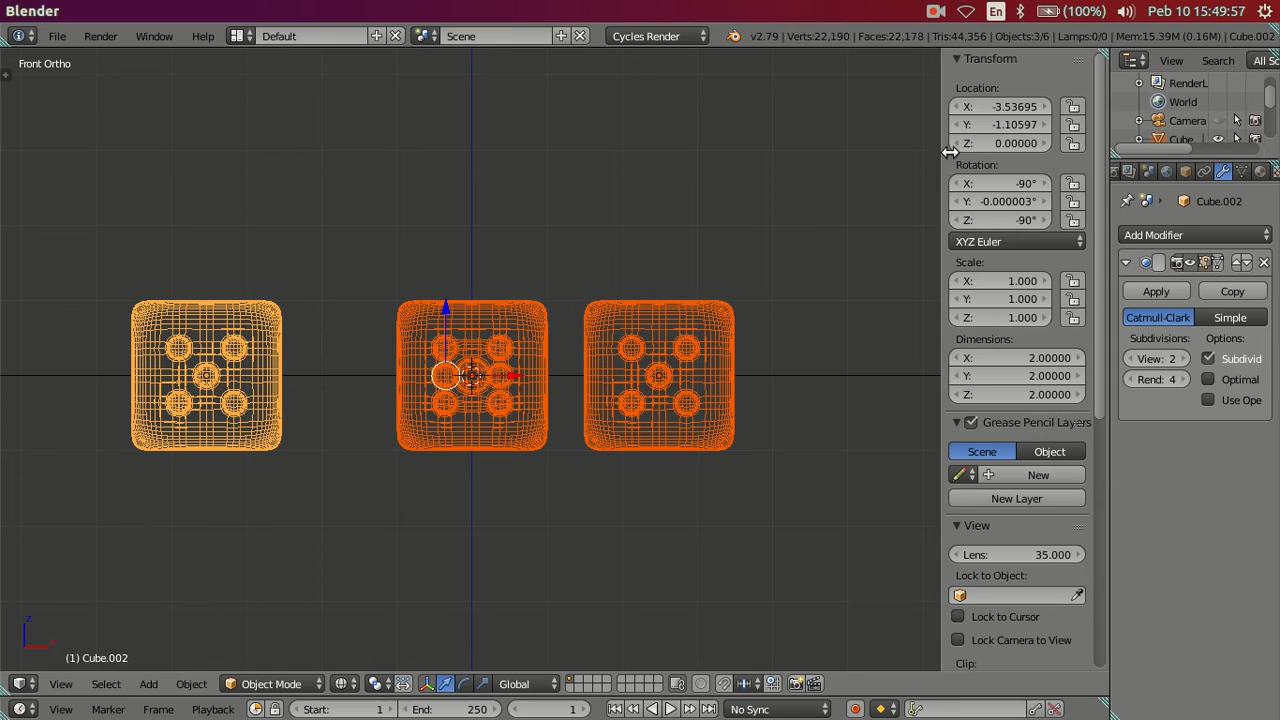 Blender
En
(100%)
Peb 10 15:49:57
File Render Window Help
Default
Scene
Cycles Render
v2.79 | Verts:22,190 | Faces:22,178 | Tris:44,356 | Objects:3/6 | Lamps:0/0 | Mem:15.39M (0.16M) | Cube.002
Front Ortho
Transform
Location:
X: -3.53695
Y: -1.10597
Z: 0.00000
Rotation:
X: -90°
Y: -0.000003°
Z: -90°
XYZ Euler
Scale:
X: 1.000
Y: 1.000
Z: 1.000
Dimensions:
X: 2.00000
Y: 2.00000
Z: 2.00000
Grease Pencil Layers
Scene Object
New
New Layer
View
Lens: 35.000
Lock to Object:
Lock to Cursor
Lock Camera to View
Clip:
View Search All Sc
RenderL
World
Camera
Cube
Cube.002
Add Modifier
Apply Copy
Catmull-Clark Simple
Subdivisions: Options:
View: 2 Subdivid
Rend: 4 Optimal
Use Ope
z
x
(1) Cube.002
View Select Add Object Object Mode Global
View Marker Frame Playback Start: 1 End: 250 1 No Sync